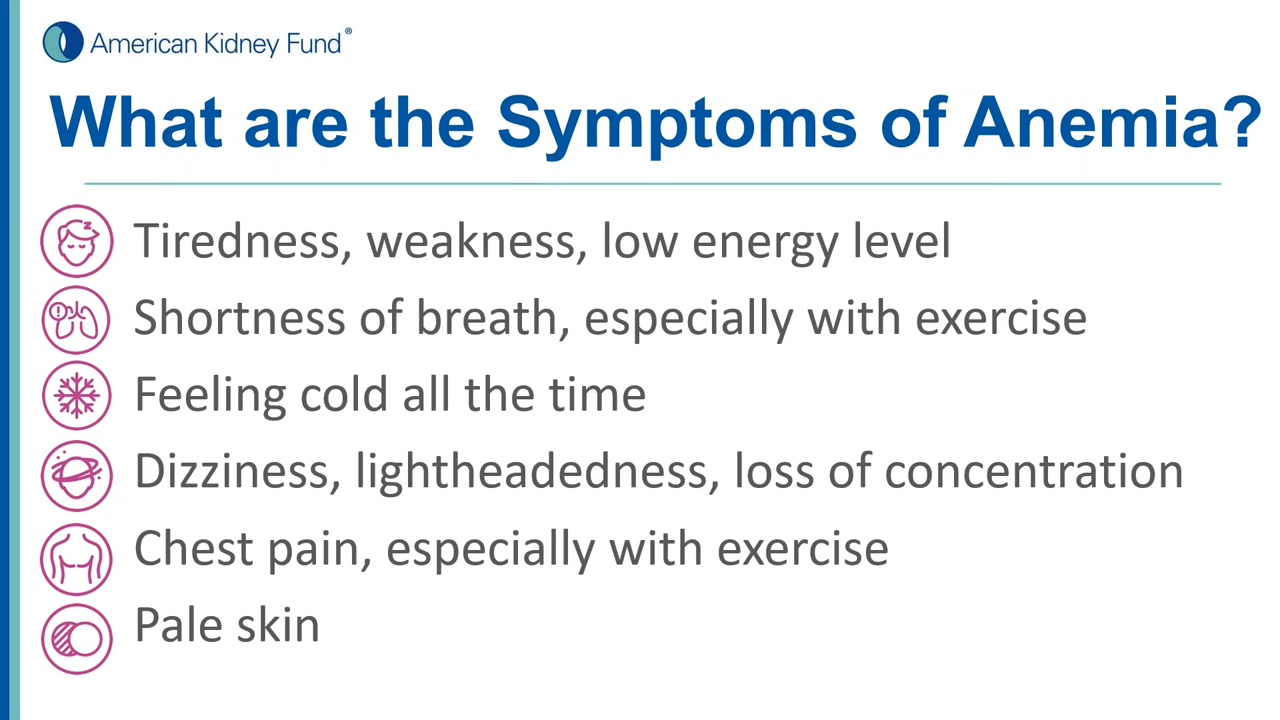 American Kidney Fund®
What are the Symptoms of Anemia?
Tiredness, weakness, low energy level
Shortness of breath, especially with exercise
Feeling cold all the time
Dizziness, lightheadedness, loss of concentration
Chest pain, especially with exercise
Pale skin